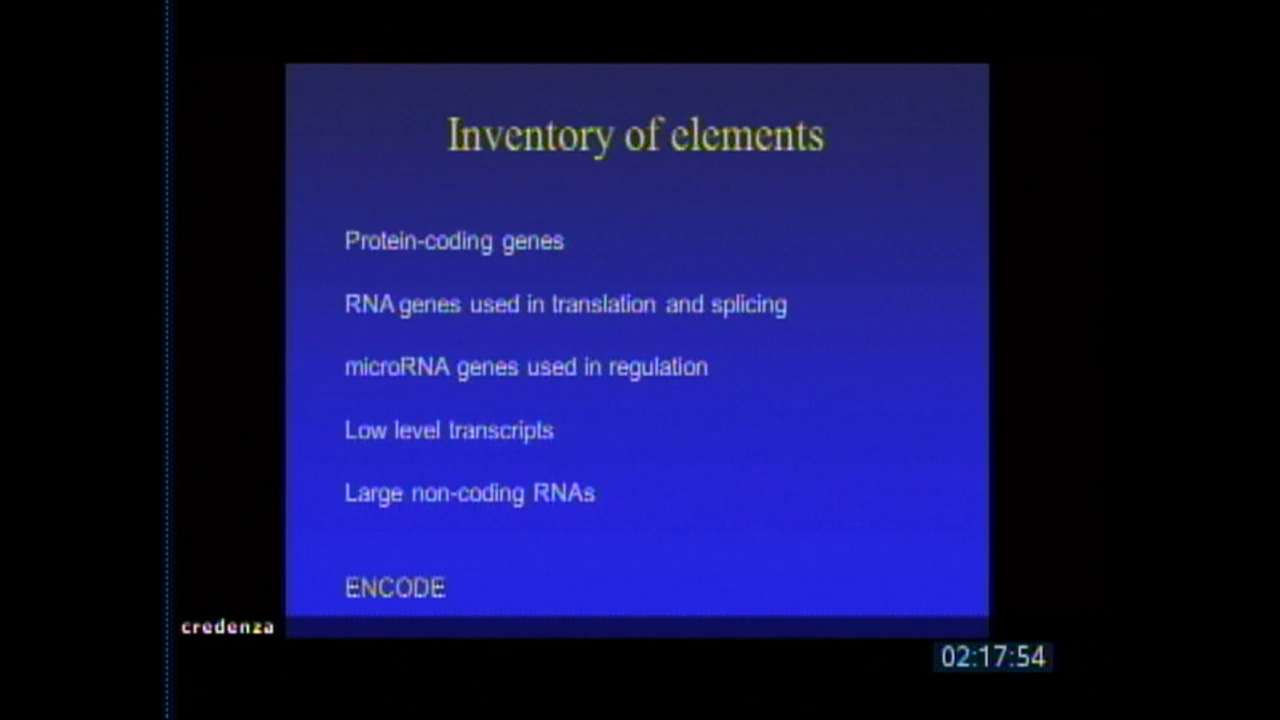 Inventory of elements
Protein-coding genes
RNA genes used in translation and splicing
microRNA genes used in regulation
Low level transcripts
Large non-coding RNAs
ENCODE
credenza
02:17:54